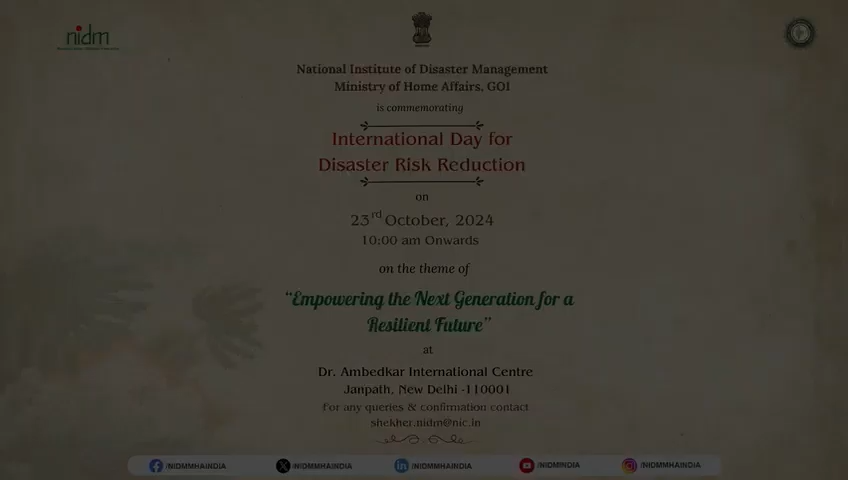 nidm
National Institute of Disaster Management
Ministry of Home Affairs, GOI
is commemorating
International Day for
Disaster Risk Reduction
on
23rd October, 2024
10:00 am Onwards
on the theme of
“Empowering the Next Generation for a
Resilient Future”
at
Dr. Ambedkar International Centre
Janpath, New Delhi -110001
For any queries & confirmation contact
shekher.nidm@nic.in
/NIDMMHAINDIA /NIDMMHAINDIA /NIDMMHAINDIA /NIDMINDIA /NIDMMHAINDIA